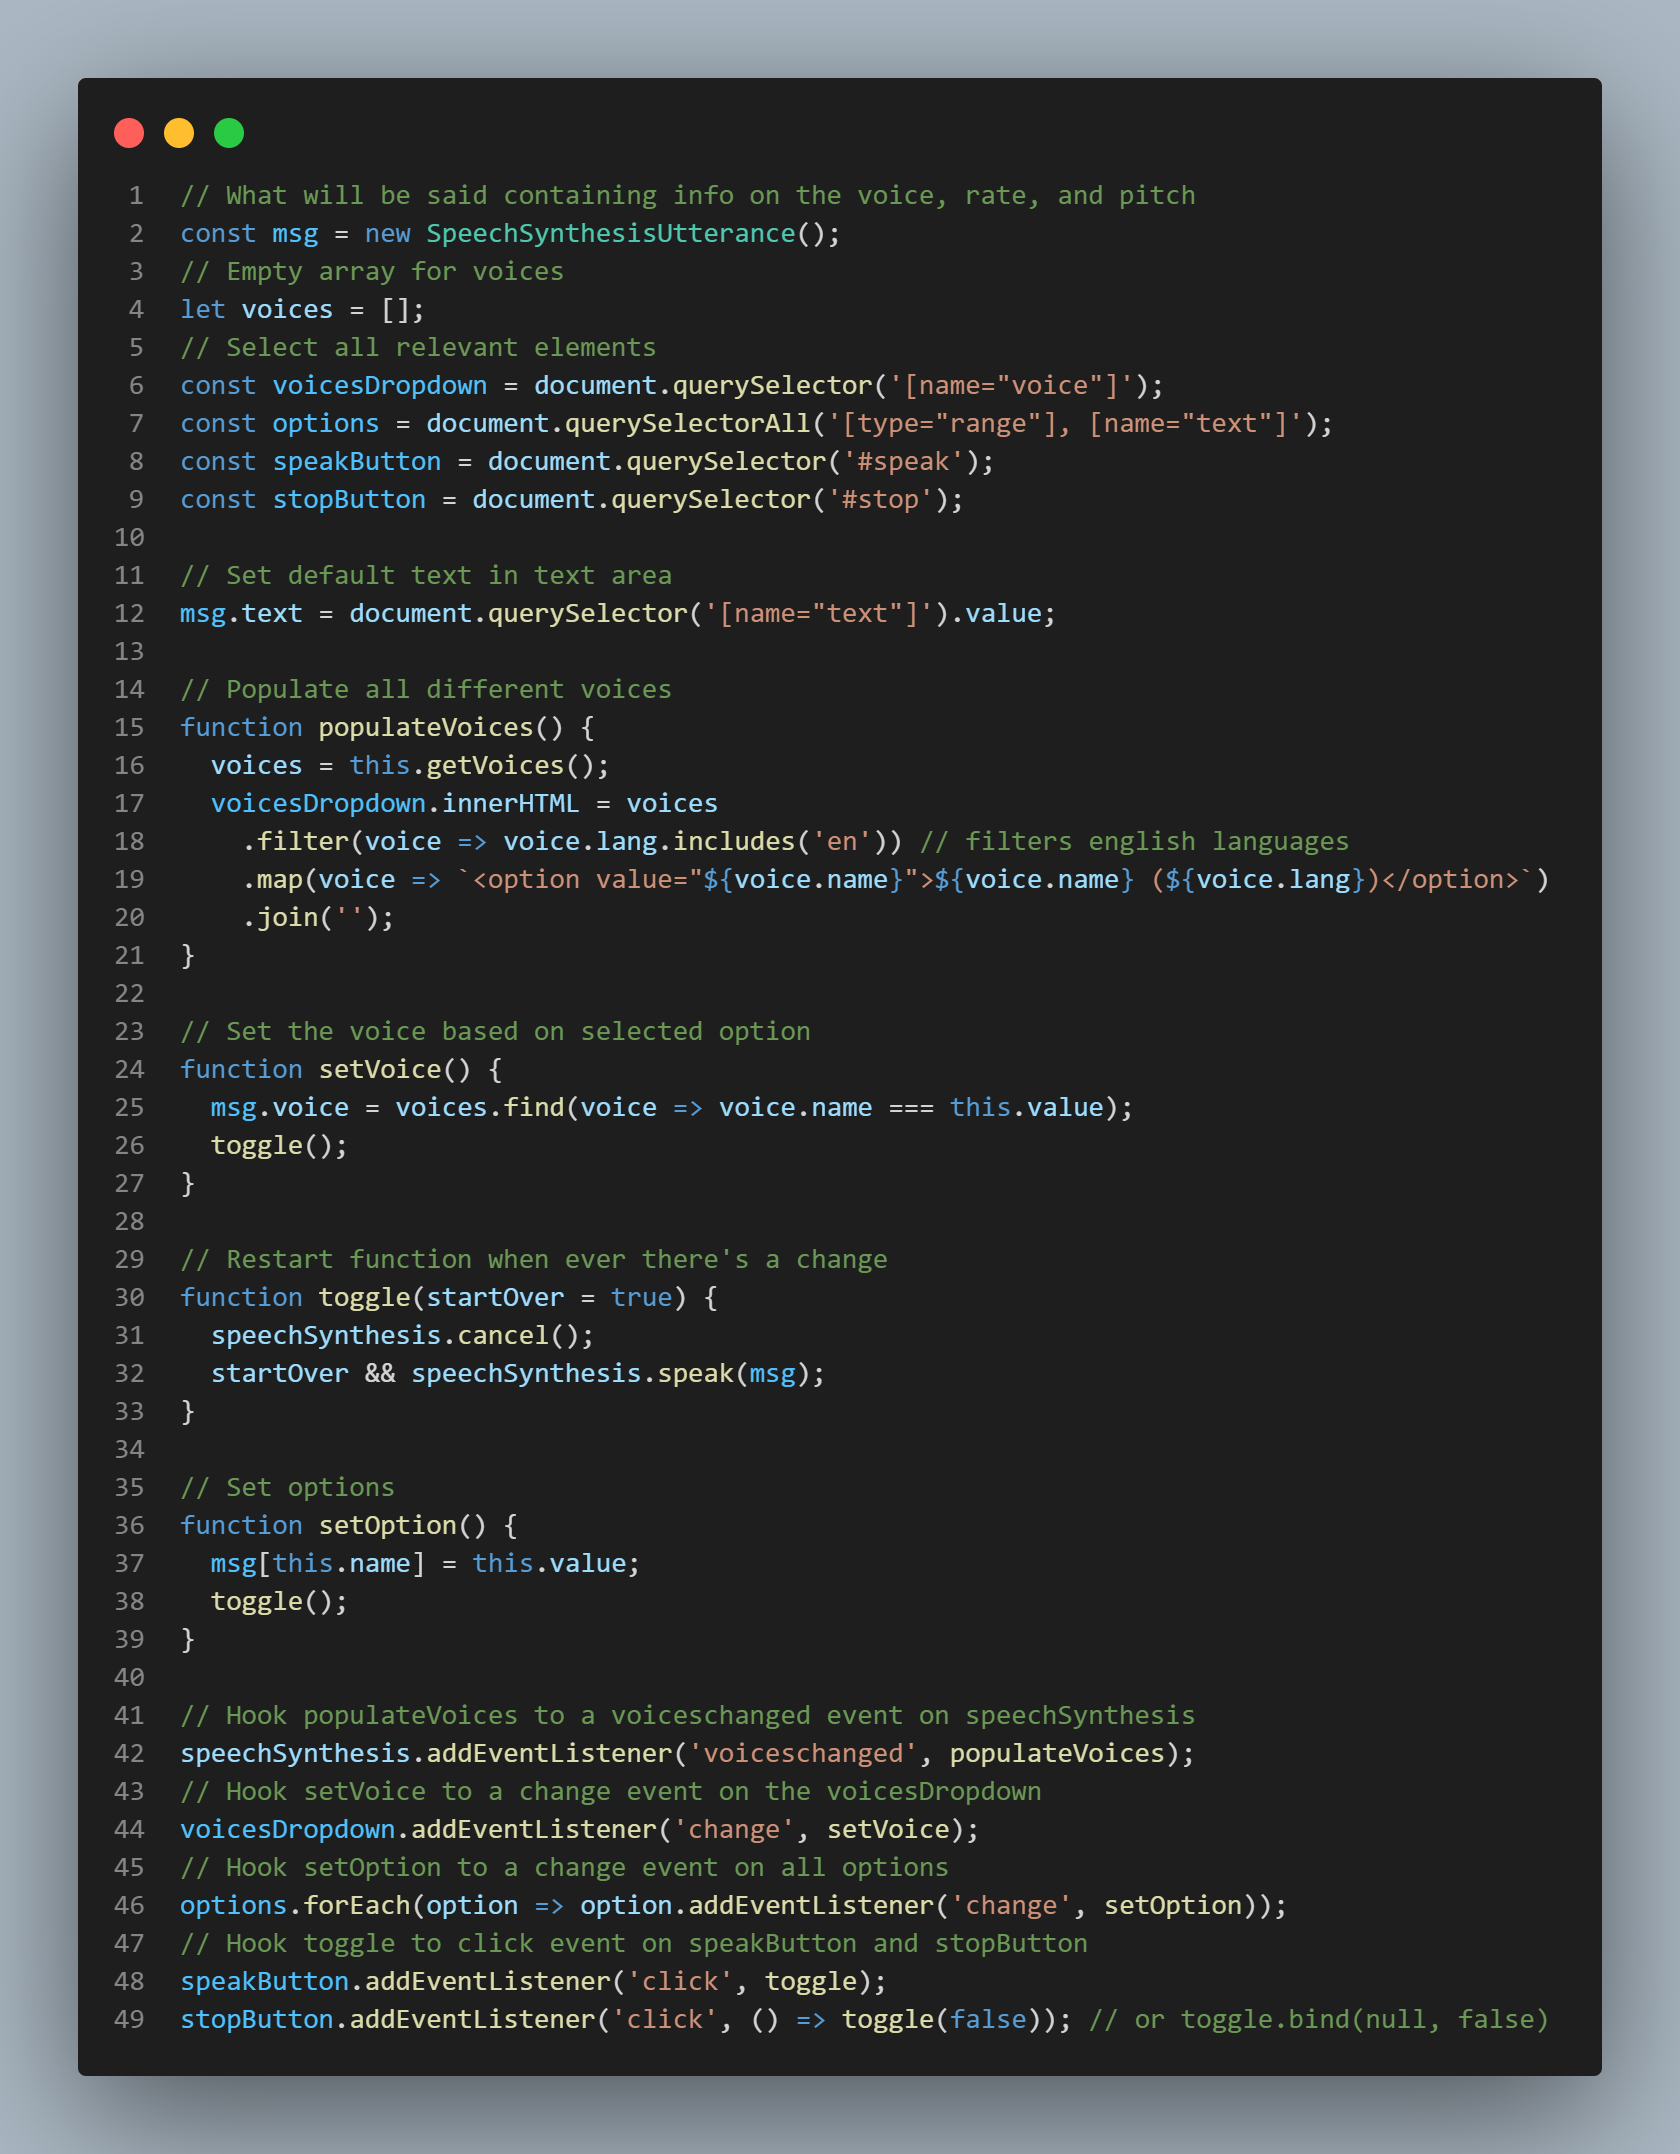 1 // What will be said containing info on the voice, rate, and pitch
2 const msg = new SpeechSynthesisUtterance();
3 // Empty array for voices
4 let voices = [];
5 // Select all relevant elements
6 const voicesDropdown = document.querySelector('[name="voice"]');
7 const options = document.querySelectorAll('[type="range"], [name="text"]');
8 const speakButton = document.querySelector('#speak');
9 const stopButton = document.querySelector('#stop');
10
11 // Set default text in text area
12 msg.text = document.querySelector('[name="text"]').value;
13
14 // Populate all different voices
15 function populateVoices() {
16   voices = this.getVoices();
17   voicesDropdown.innerHTML = voices
18     .filter(voice => voice.lang.includes('en')) // filters english languages
19     .map(voice => `<option value="${voice.name}">${voice.name} (${voice.lang})</option>`)
20     .join('');
21 }
22
23 // Set the voice based on selected option
24 function setVoice() {
25   msg.voice = voices.find(voice => voice.name === this.value);
26   toggle();
27 }
28
29 // Restart function when ever there's a change
30 function toggle(startOver = true) {
31   speechSynthesis.cancel();
32   startOver && speechSynthesis.speak(msg);
33 }
34
35 // Set options
36 function setOption() {
37   msg[this.name] = this.value;
38   toggle();
39 }
40
41 // Hook populateVoices to a voiceschanged event on speechSynthesis
42 speechSynthesis.addEventListener('voiceschanged', populateVoices);
43 // Hook setVoice to a change event on the voicesDropdown
44 voicesDropdown.addEventListener('change', setVoice);
45 // Hook setOption to a change event on all options
46 options.forEach(option => option.addEventListener('change', setOption));
47 // Hook toggle to click event on speakButton and stopButton
48 speakButton.addEventListener('click', toggle);
49 stopButton.addEventListener('click', () => toggle(false)); // or toggle.bind(null, false)